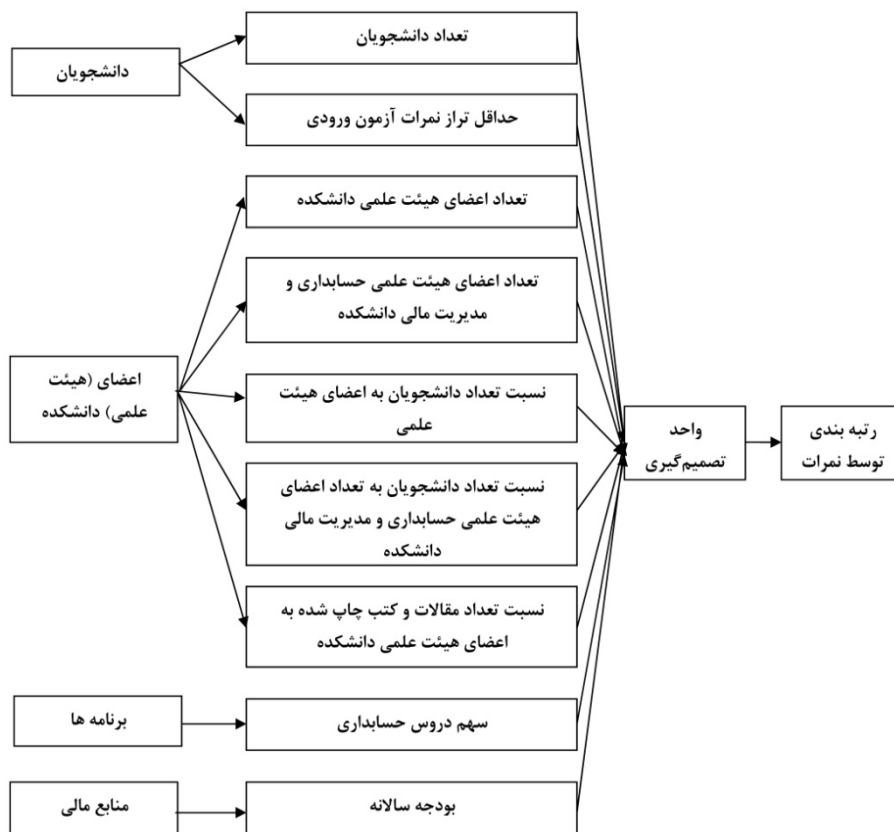 دانشجویان
تعداد دانشجویان
حداقل تراز نمرات آزمون ورودی
اعضای (هیئت
علمی) دانشکده
تعداد اعضای هیئت علمی دانشکده
تعداد اعضای هیئت علمی حسابداری و
مدیریت مالی دانشکده
نسبت تعداد دانشجویان به اعضای هیئت
علمی
نسبت تعداد دانشجویان به تعداد اعضای
هیئت علمی حسابداری و مدیریت مالی
دانشکده
نسبت تعداد مقالات و کتب چاپ شده به
اعضای هیئت علمی دانشکده
برنامه ها
سهم دروس حسابداری
منابع مالی
بودجه سالانه
واحد
تصمیم‌گیری
رتبه بندی
توسط نمرات